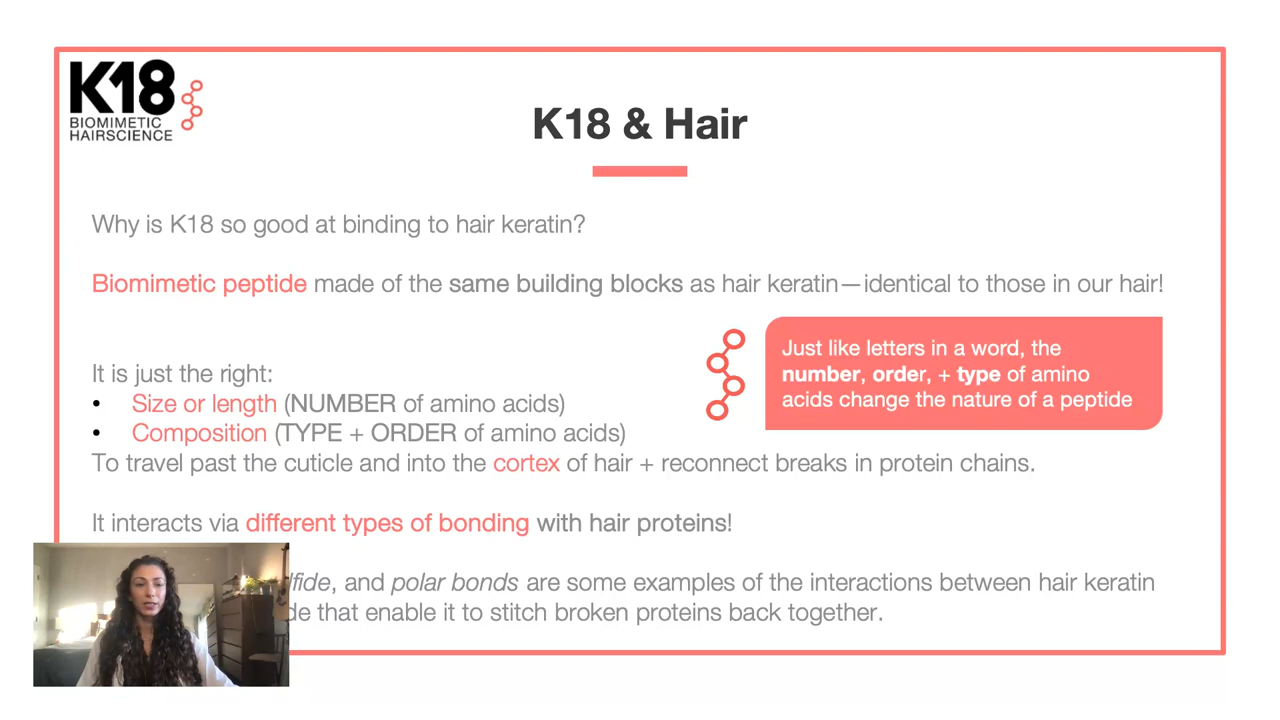 K18
BIOMIMETIC
HAIRSCIENCE
K18 & Hair
Why is K18 so good at binding to hair keratin?
Biomimetic peptide made of the same building blocks as hair keratin—identical to those in our hair!
Just like letters in a word, the
number, order, + type of amino
acids change the nature of a peptide
It is just the right:
• Size or length (NUMBER of amino acids)
• Composition (TYPE + ORDER of amino acids)
To travel past the cuticle and into the cortex of hair + reconnect breaks in protein chains.
It interacts via different types of bonding with hair proteins!
and polar bonds are some examples of the interactions between hair keratin
that enable it to stitch broken proteins back together.